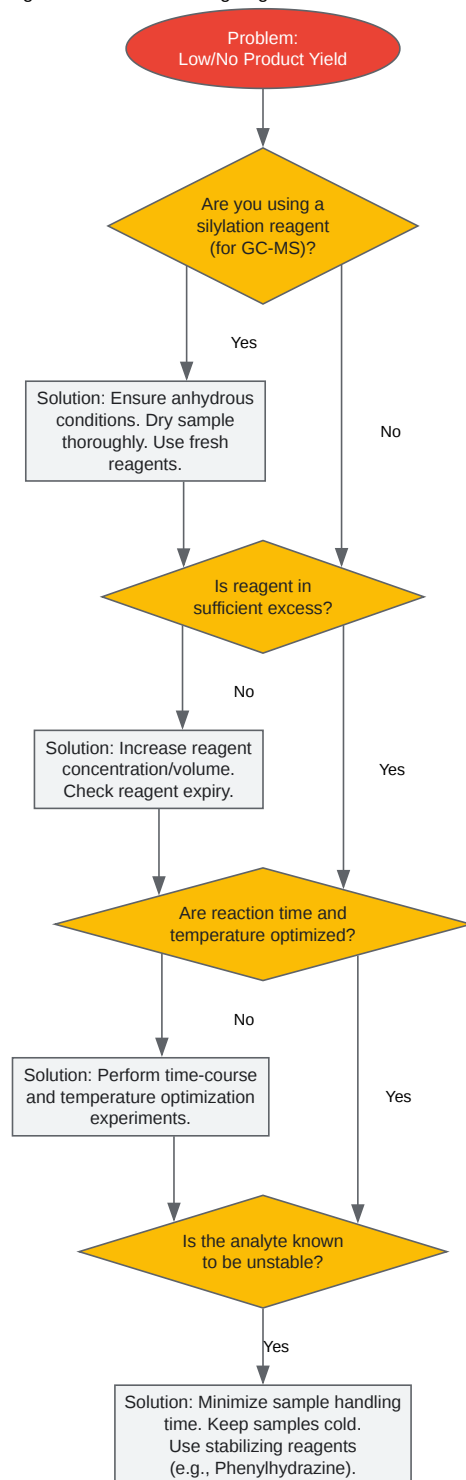 Problem:
Low/No Product Yield
Are you using a
silylation reagent
(for GC-MS)?
Yes
Solution: Ensure anhydrous
conditions. Dry sample
thoroughly. Use fresh
reagents.
No
Is reagent in
sufficient excess?
No
Solution: Increase reagent
concentration/volume.
Check reagent expiry.
Yes
Are reaction time and
temperature optimized?
No
Solution: Perform time-course
and temperature optimization
experiments.
Yes
Is the analyte known
to be unstable?
Yes
Solution: Minimize sample handling
time. Keep samples cold.
Use stabilizing reagents
(e.g., Phenylhydrazine).